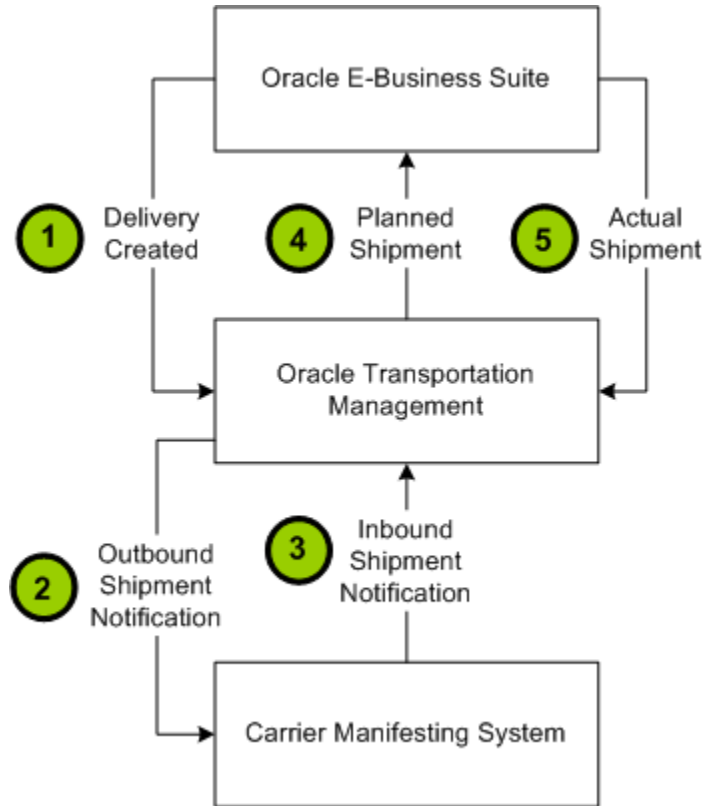 Oracle E-Business Suite
1
Delivery
Created
4
Planned
Shipment
5
Actual
Shipment
Oracle Transportation
Management
2
Outbound
Shipment
Notification
3
Inbound
Shipment
Notification
Carrier Manifesting System